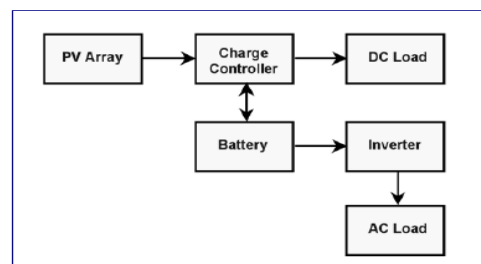 PV Array
Charge
Controller
DC Load
Battery
Inverter
AC Load